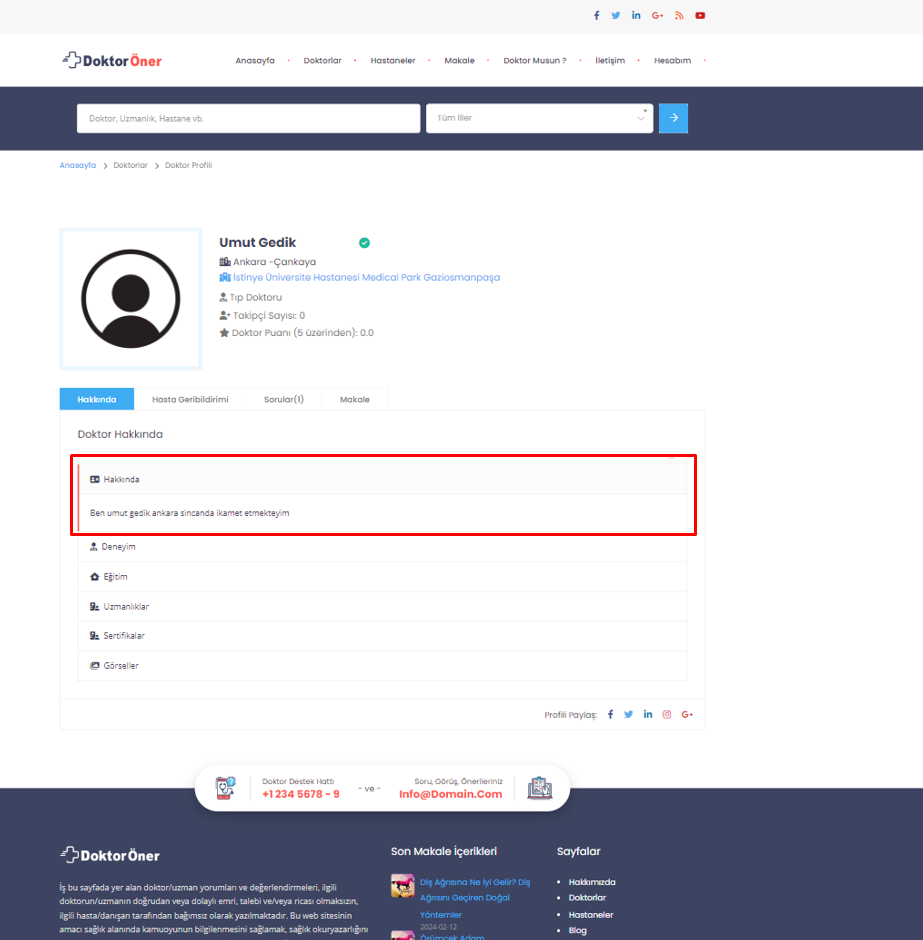 DoktorÖner
Anasayfa • Doktorlar • Hastaneler • Makale • Doktor Musun ? • İletişim • Hesabım
Doktor, Uzmanlık, Hastane vb.
Tüm İller
Anasayfa > Doktorlar > Doktor Profili
Umut Gedik
Ankara -Çankaya
İstinye Üniversite Hastanesi Medical Park Gaziosmanpaşa
Tıp Doktoru
Takipçi Sayısı: 0
Doktor Puanı (5 üzerinden): 0.0
Hakkında
Hasta Geribildirimi
Sorular(1)
Makale
Doktor Hakkında
Hakkında
Ben umut gedik ankara sincanda ikamet etmekteyim
Deneyim
Eğitim
Uzmanlıklar
Sertifikalar
Görseller
Profili Paylaş:
Doktor Destek Hattı
+1 234 5678 - 9
- ve -
Soru, Görüş, Önerileriniz
Info@Domain.Com
DoktorÖner
İş bu sayfada yer alan doktor/uzman yorumları ve değerlendirmeleri, ilgili
doktorun/uzmanın doğrudan veya dolaylı emri, talebi ve/veya ricası olmaksızın,
ilgili hasta/danışan tarafından bağımsız olarak yazılmaktadır. Bu web sitesinin
amacı sağlık alanında kamuoyunun bilgilenmesini sağlamak, sağlık okuryazarlığını
Son Makale İçerikleri
Diş Ağrısına Ne İyi Gelir? Diş
Ağrısını Geçiren Doğal
Yöntemler
2024-02-12
Örümcek Adam
Sayfalar
Hakkımızda
Doktorlar
Hastaneler
Blog